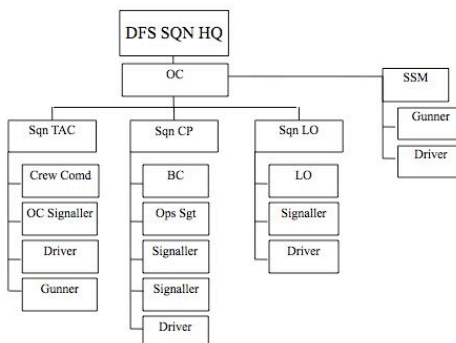 DFS SQN HQ
OC
SSM
Gunner
Driver
Sqn TAC
Crew Comd
OC Signaller
Driver
Gunner
Sqn CP
BC
Ops Sgt
Signaller
Signaller
Driver
Sqn LO
LO
Signaller
Driver